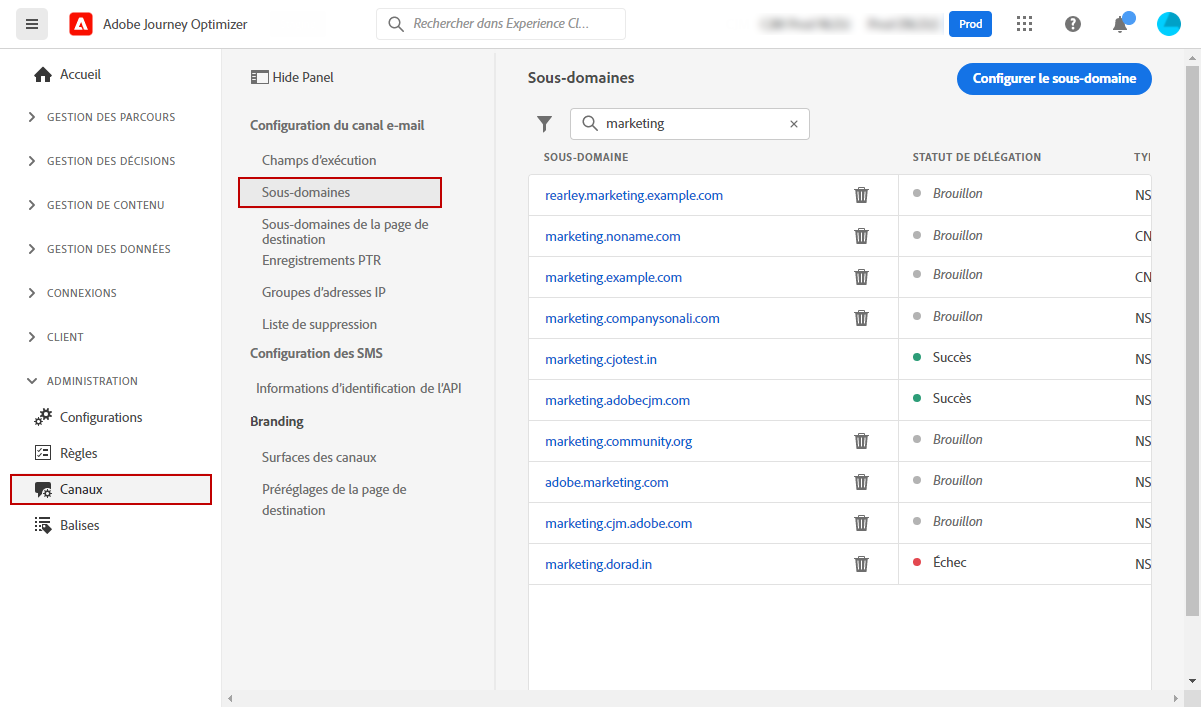 Adobe Journey Optimizer
Rechercher dans Experience Cl...
Prod
Accueil
GESTION DES PARCOURS
GESTION DES DÉCISIONS
GESTION DE CONTENU
GESTION DES DONNÉES
CONNEXIONS
CLIENT
ADMINISTRATION
Configurations
Règles
Canaux
Balises
Hide Panel
Configuration du canal e-mail
Champs d’exécution
Sous-domaines
Sous-domaines de la page de
destination
Enregistrements PTR
Groupes d’adresses IP
Liste de suppression
Configuration des SMS
Informations d’identification de l’API
Branding
Surfaces des canaux
Préréglages de la page de
destination
Sous-domaines
Configurer le sous-domaine
marketing
SOUS-DOMAINE STATUT DE DÉLÉGATION TYI
rearley.marketing.example.com Brouillon NS
marketing.noname.com Brouillon CN
marketing.example.com Brouillon CN
marketing.companysonali.com Brouillon NS
marketing.cjotest.in Succès NS
marketing.adobecjm.com Succès NS
marketing.community.org Brouillon NS
adobe.marketing.com Brouillon NS
marketing.cjm.adobe.com Brouillon NS
marketing.dorad.in Échec NS